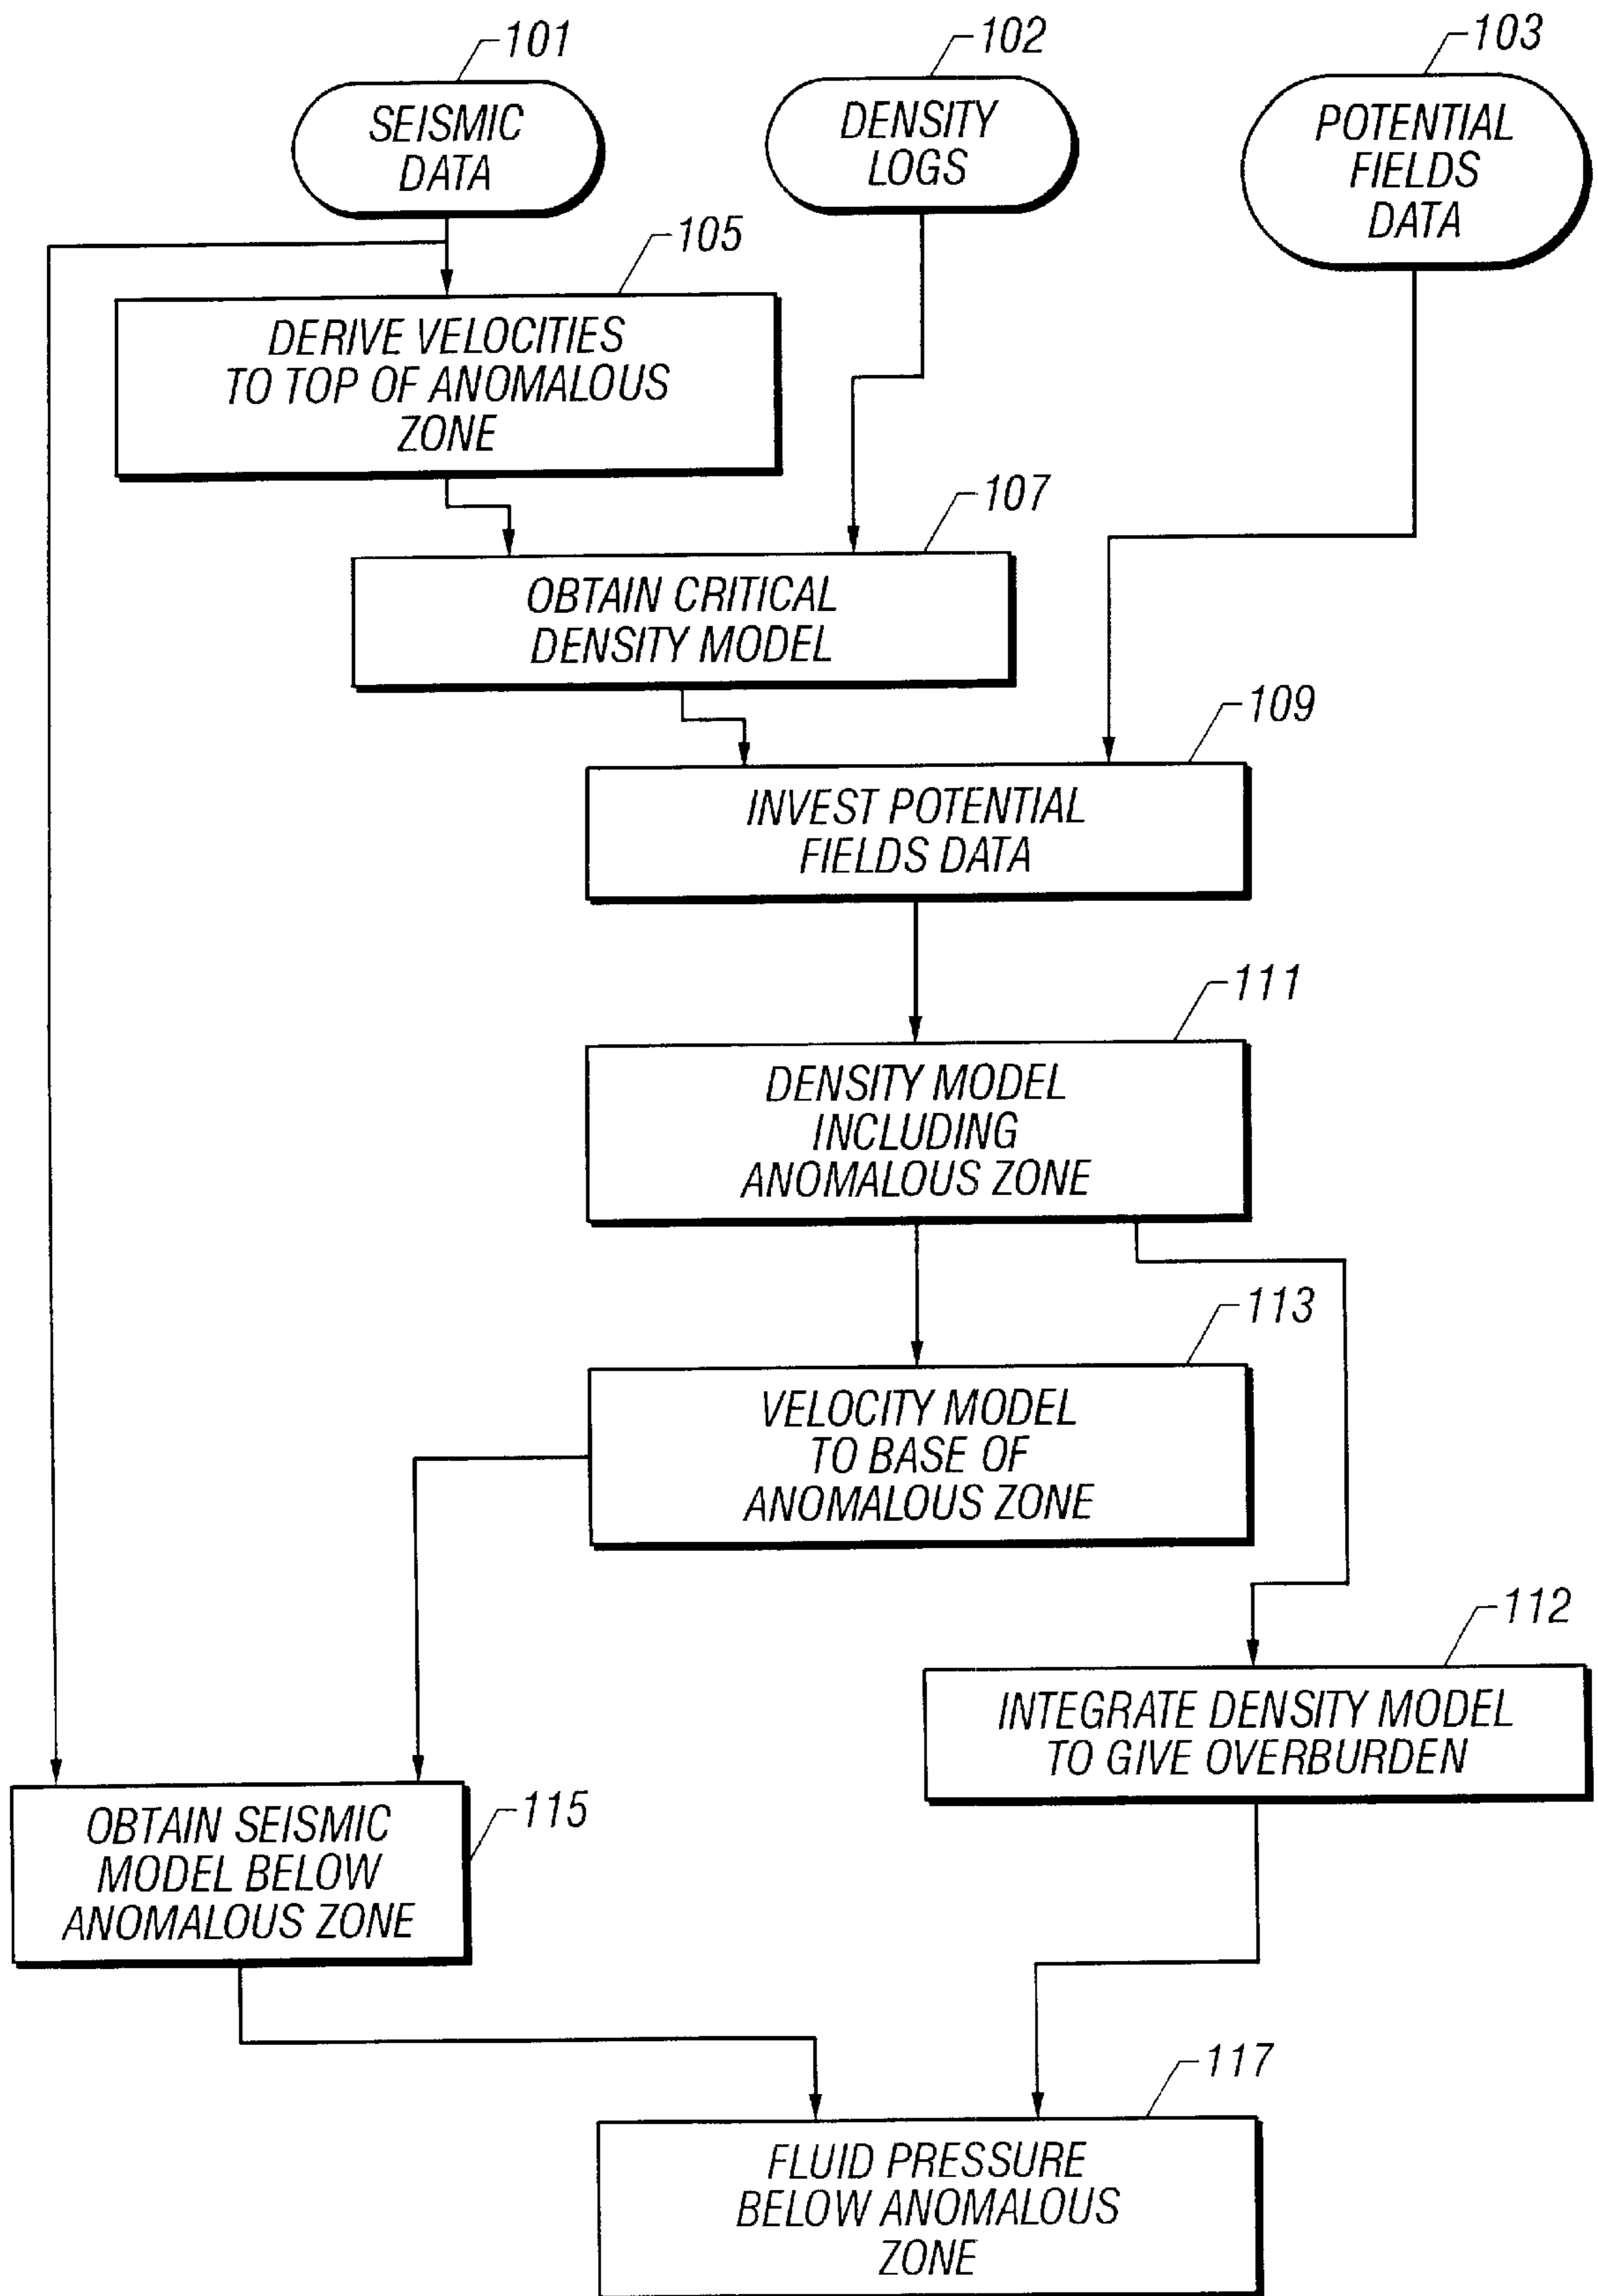 101
SEISMIC
DATA
102
DENSITY
LOGS
103
POTENTIAL
FIELDS
DATA
105
DERIVE VELOCITIES
TO TOP OF ANOMALOUS
ZONE
107
OBTAIN CRITICAL
DENSITY MODEL
109
INVEST POTENTIAL
FIELDS DATA
111
DENSITY MODEL
INCLUDING
ANOMALOUS ZONE
113
VELOCITY MODEL
TO BASE OF
ANOMALOUS ZONE
112
INTEGRATE DENSITY MODEL
TO GIVE OVERBURDEN
115
OBTAIN SEISMIC
MODEL BELOW
ANOMALOUS ZONE
117
FLUID PRESSURE
BELOW ANOMALOUS
ZONE